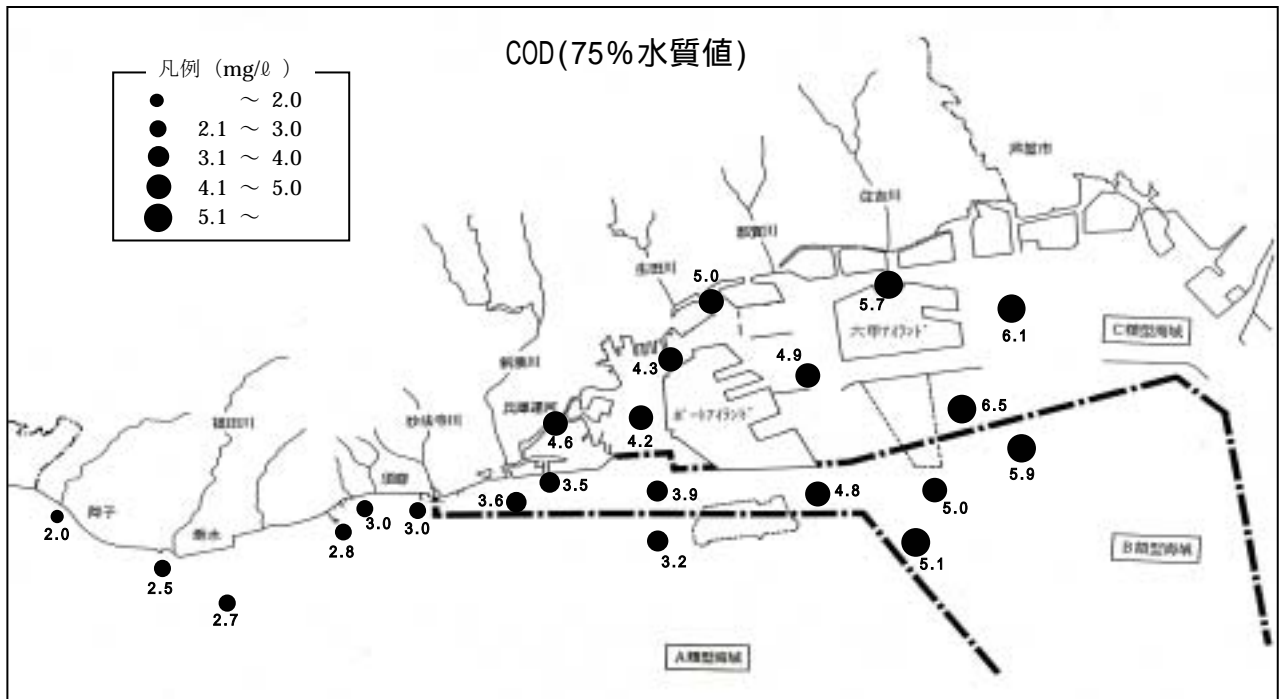 COD(75%水質値)
凡例 (mg/ℓ )
～ 2.0
2.1 ～ 3.0
3.1 ～ 4.0
4.1 ～ 5.0
5.1 ～
芦屋市
住吉川
都賀川
生田川
5.0
5.7
六甲アイランド
6.1
C類型海域
新湊川
4.3
4.9
兵庫運河
ポートアイランド
6.5
妙法寺川
4.6
4.2
5.9
福田川
須磨
3.5
3.9
4.8
5.0
3.6
舞子
2.0
垂水
3.0
3.0
2.8
3.2
5.1
B類型海域
2.5
2.7
A類型海域